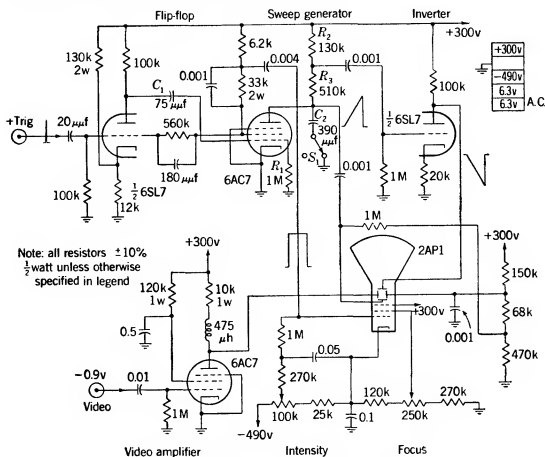 Flip-flop
Sweep generator
Inverter
+300v
130k
2w
100k
C1
75 μμf
0.001
6.2k
0.004
33k
2w
R2
130k
R3
510k
0.001
C2
390
μμf
S1
100k
+300v
-490v
6.3v
6.3v
A.C.
+Trig
20μμf
560k
180μμf
100k
½ 6SL7
12k
6AC7
R1
1M
0.001
½
6SL7
1M
20k
1M
2AP1
+300v
150k
68k
470k
+300v
0.001
Note: all resistors ±10%
½ watt unless otherwise
specified in legend
+300v
120k
1w
10k
1w
0.5
475
μh
6AC7
-0.9v
Video
0.01
1M
1M
0.05
270k
100k
25k
0.1
120k
250k
270k
-490v
Video amplifier
Intensity
Focus